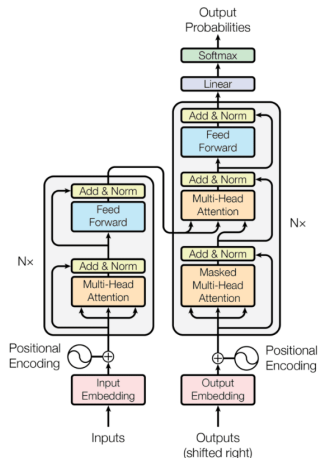 Output
Probabilities
Softmax
Linear
Add & Norm
Feed
Forward
Add & Norm
Multi-Head
Attention
Add & Norm
Masked
Multi-Head
Attention
N×
Positional
Encoding
Output
Embedding
Outputs
(shifted right)
Add & Norm
Feed
Forward
Add & Norm
Multi-Head
Attention
N×
Positional
Encoding
Input
Embedding
Inputs